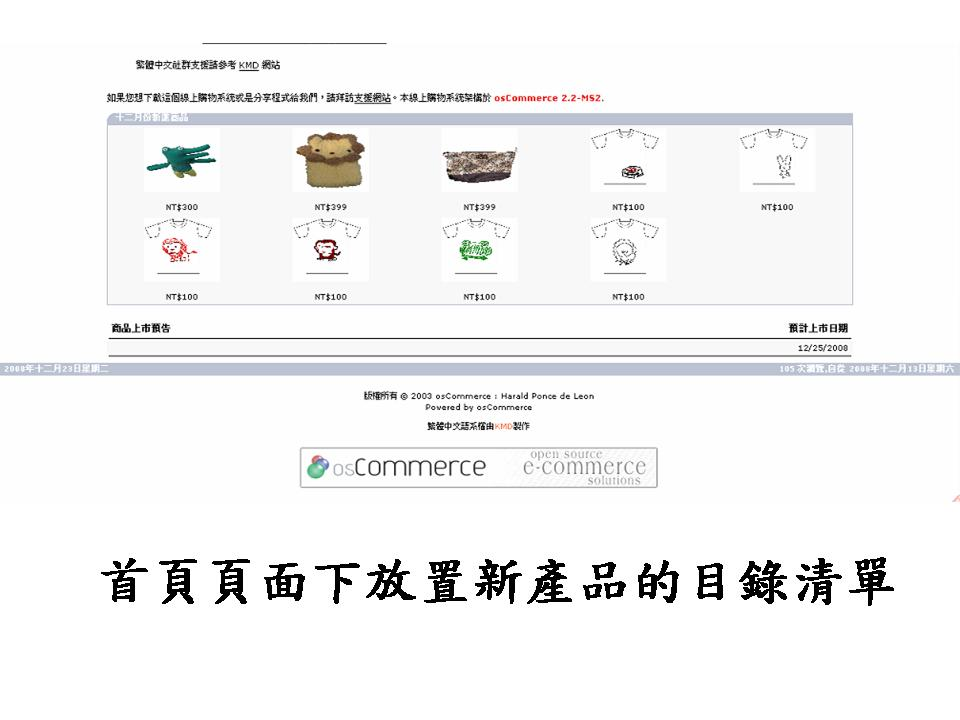 繁體中文社群支援請參考 KMD 網站
如果您想下載這個線上購物系統或是分享程式給我們，請拜訪支援網站。本線上購物系統架構於 osCommerce 2.2-MS2.
十二月份新進商品
NT$300 NT$399 NT$399 NT$100 NT$100
NT$100 NT$100 NT$100 NT$100
商品上市預告 預計上市日期
12/25/2008
2008年十二月23日星期二 105 次瀏覽,自從 2008年十二月13日星期六
版權所有 © 2003 osCommerce : Harald Ponce de Leon
Powered by osCommerce
繁體中文語系檔由KMD製作
osCommerce open source
e-commerce
solutions
首頁頁面下放置新產品的目錄清單